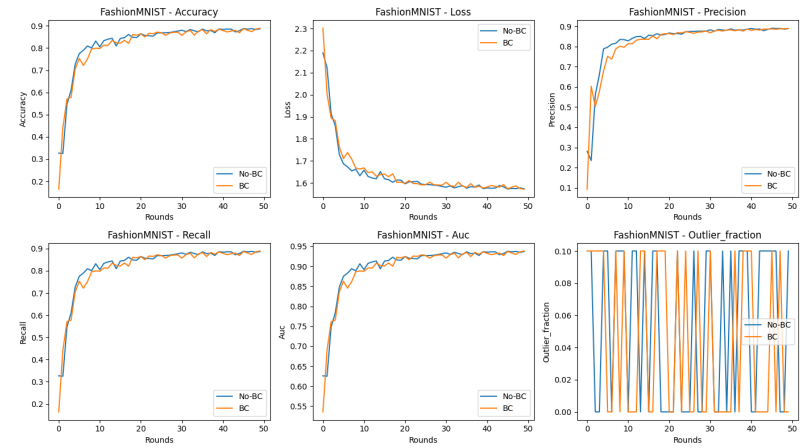 FashionMNIST - Accuracy
Accuracy
0.9
0.8
0.7
0.6
0.5
0.4
0.3
0.2
0 10 20 30 40 50
Rounds
No-BC
BC
FashionMNIST - Loss
Loss
2.3
2.2
2.1
2.0
1.9
1.8
1.7
1.6
0 10 20 30 40 50
Rounds
No-BC
BC
FashionMNIST - Precision
Precision
0.9
0.8
0.7
0.6
0.5
0.4
0.3
0.2
0.1
0 10 20 30 40 50
Rounds
No-BC
BC
FashionMNIST - Recall
Recall
0.9
0.8
0.7
0.6
0.5
0.4
0.3
0.2
0 10 20 30 40 50
Rounds
No-BC
BC
FashionMNIST - Auc
Auc
0.95
0.90
0.85
0.80
0.75
0.70
0.65
0.60
0.55
0 10 20 30 40 50
Rounds
No-BC
BC
FashionMNIST - Outlier_fraction
Outlier_fraction
0.10
0.08
0.06
0.04
0.02
0.00
0 10 20 30 40 50
Rounds
No-BC
BC